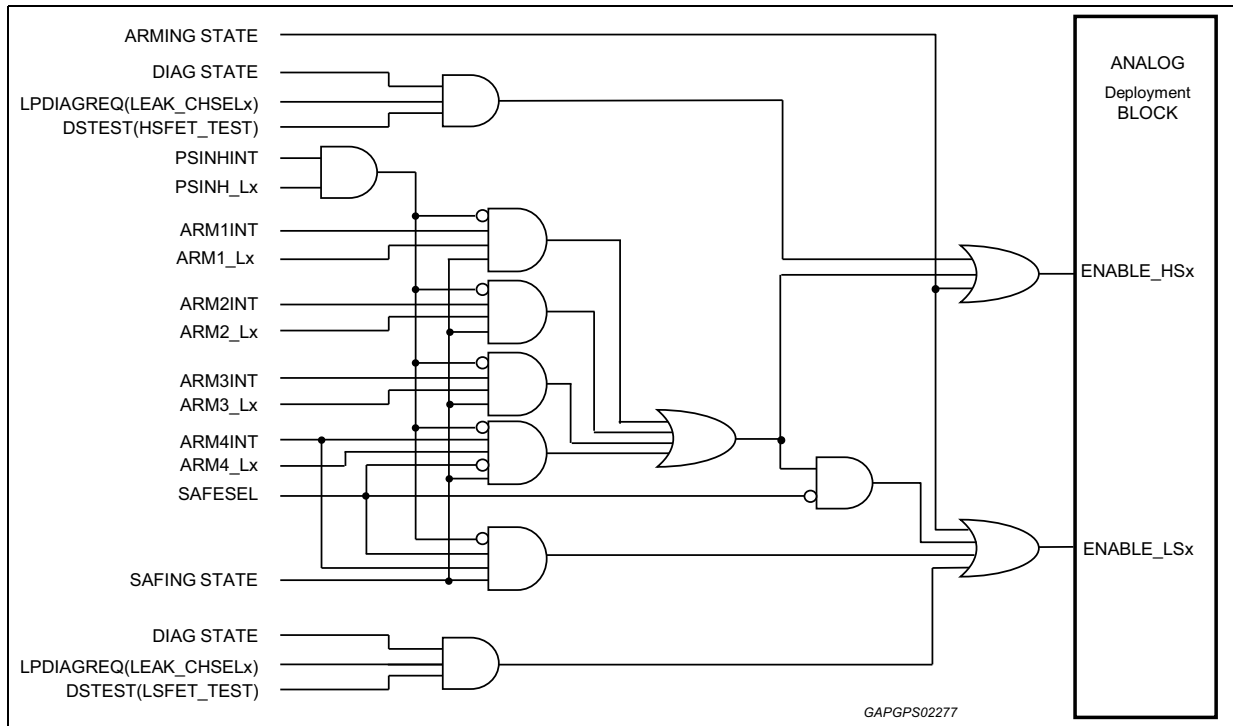 ARMING STATE
DIAG STATE
LPDIAGREQ(LEAK_CHSELx)
DSTEST(HSFET_TEST)
PSINHINT
PSINH_Lx
ARM1INT
ARM1_Lx
ARM2INT
ARM2_Lx
ARM3INT
ARM3_Lx
ARM4INT
ARM4_Lx
SAFESEL
SAFING STATE
DIAG STATE
LPDIAGREQ(LEAK_CHSELx)
DSTEST(LSFET_TEST)
ANALOG
Deployment
BLOCK
ENABLE_HSx
ENABLE_LSx
GAPGPS02277